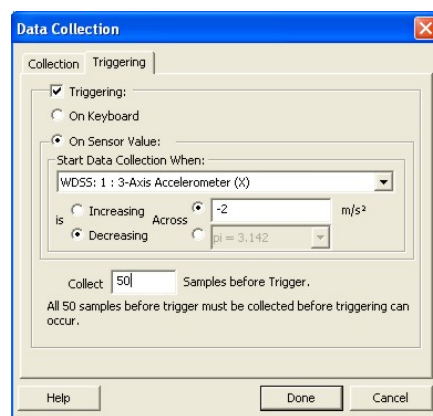 Data Collection
Collection Triggering
Triggering:
On Keyboard
On Sensor Value:
Start Data Collection When:
WDSS: 1 : 3-Axis Accelerometer (X)
is Increasing Across -2 m/s²
Decreasing pi = 3.142
Collect 50 Samples before Trigger.
All 50 samples before trigger must be collected before triggering can
occur.
Help Done Cancel